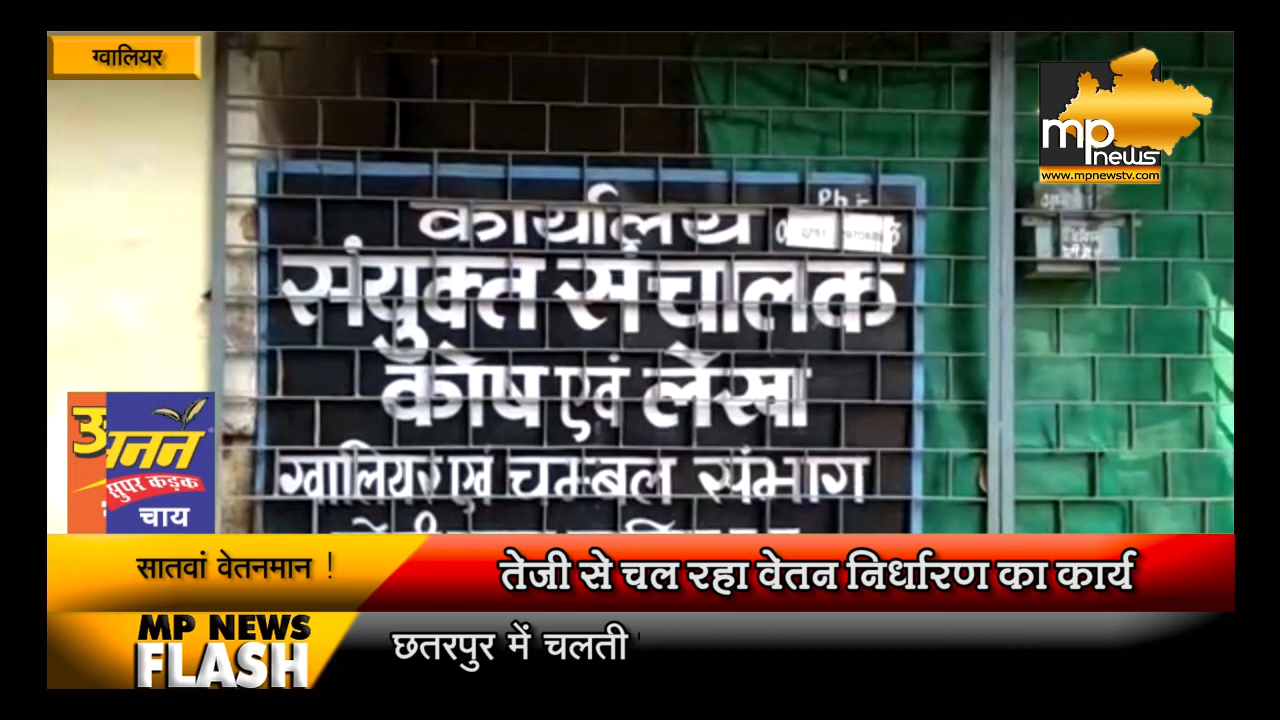 ग्वालियर
mp
news
www.mpnewstv.com
कार्यालय
संयुक्त संचालक
कोष एवं लेखा
ग्वालियर एवं चम्बल संभाग
सुपर कड़क
चाय
सातवां वेतनमान !
तेजी से चल रहा वेतन निर्धारण का कार्य
MP NEWS
FLASH
छतरपुर में चलती